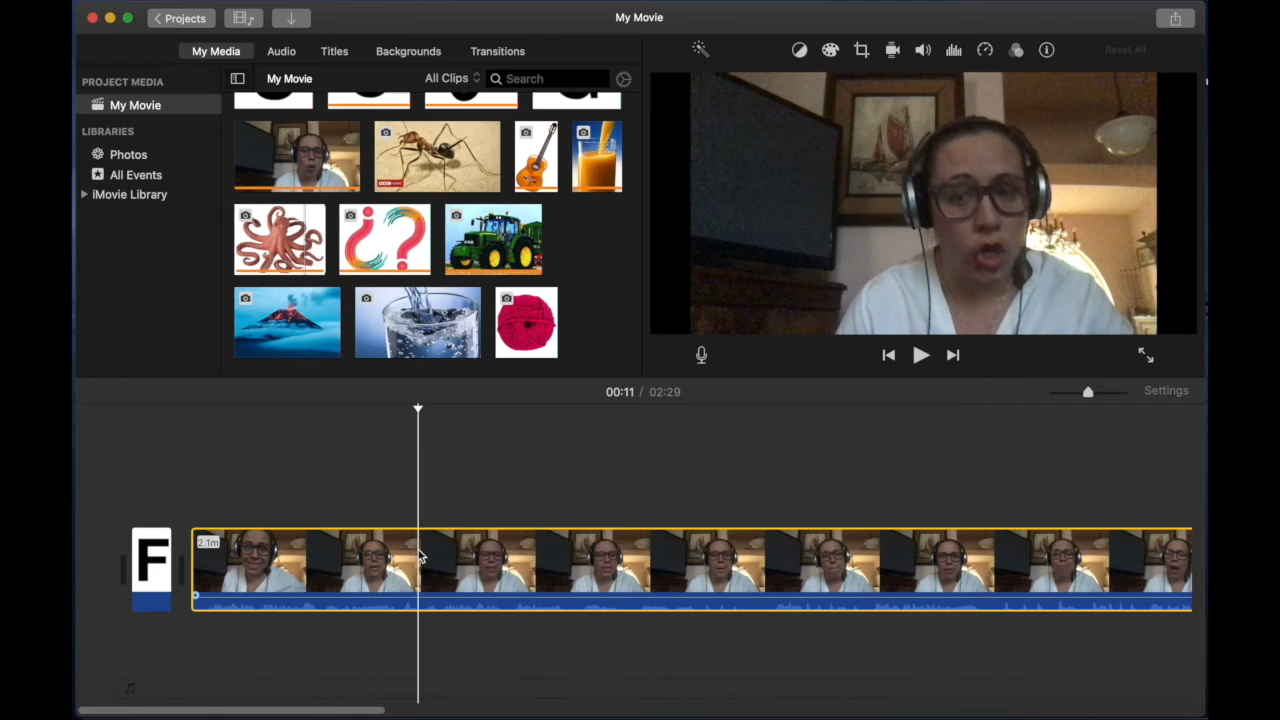 Projects
My Movie
My Media Audio Titles Backgrounds Transitions
Reset All
PROJECT MEDIA
My Movie
LIBRARIES
Photos
All Events
iMovie Library
My Movie All Clips Search
00:11 / 02:29
Settings
F
2.1m